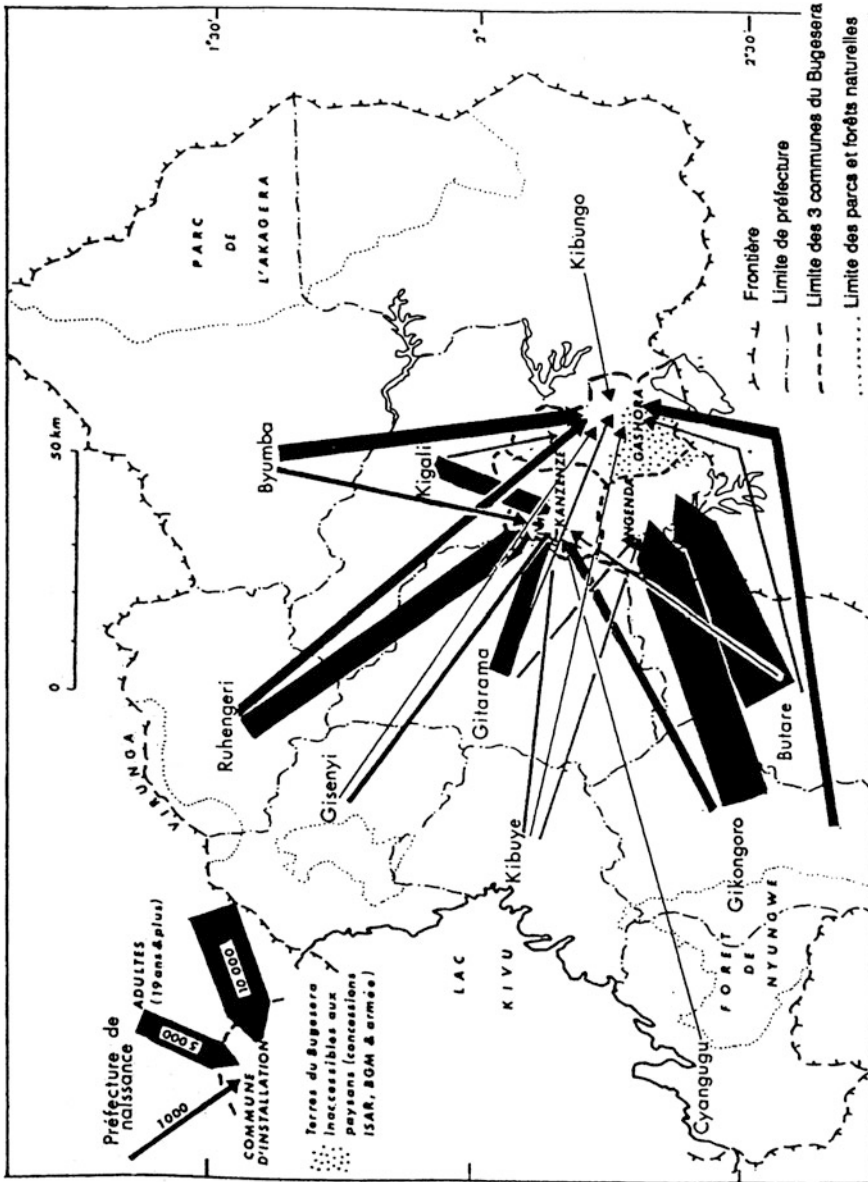 Préfecture de
naissance
ADULTES
(19 ans & plus)
1000
5 000
10 000
COMMUNE
D'INSTALLATION
Terres du Bugesera
Inaccessibles aux
paysans (concessions
ISAR, BGM & armée)
0
50 km
1°30'
2°
2°30'
VIRUNGA
PARC
DE
L'AKAGERA
Ruhengeri
Byumba
Gisenyi
Kigali
Gitarama
Kibungo
KANZENZE
NGENDA
GASHORA
LAC
KIVU
Kibuye
Cyangugu
Gikongoro
Butare
FORET
DE
NYUNGWE
Frontière
Limite de préfecture
Limite des 3 communes du Bugesera
Limite des parcs et forêts naturelles